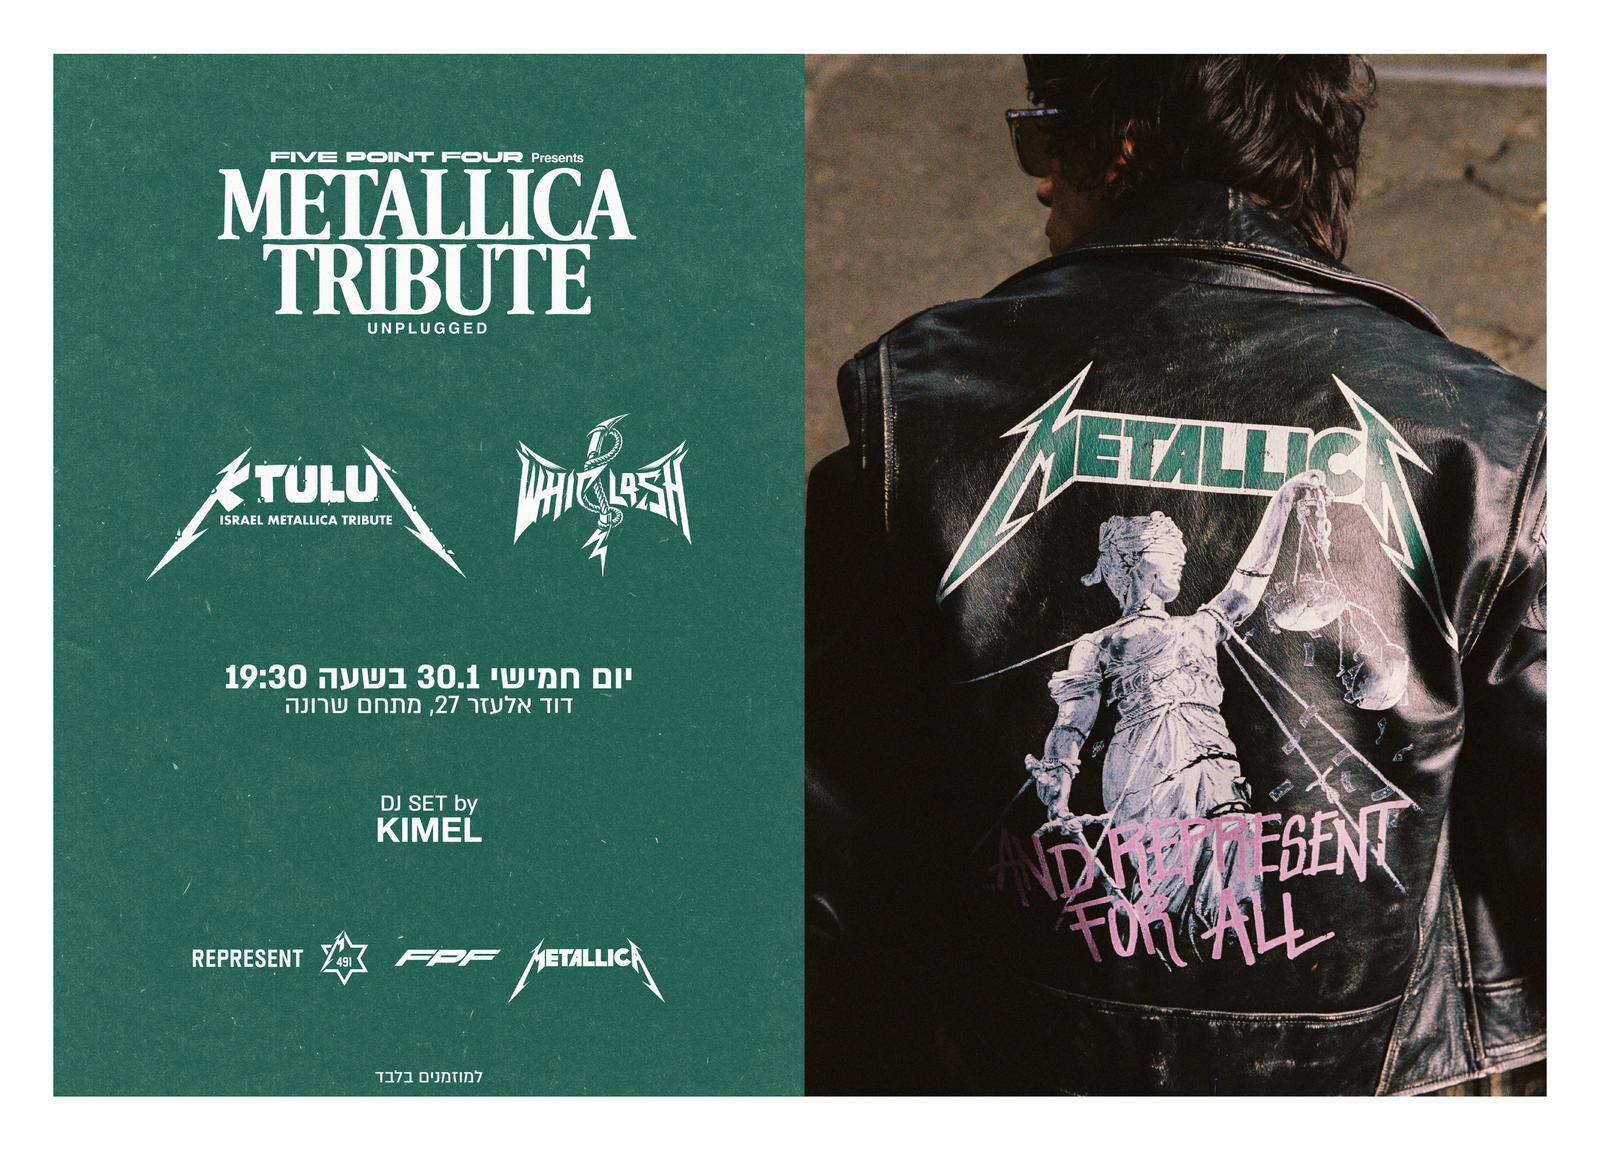 FIVE POINT FOUR Presents
METALLICA
TRIBUTE
UNPLUGGED
KTULU
ISRAEL METALLICA TRIBUTE
WHIPLASH
יום חמישי 30.1 בשעה 19:30
דוד אלעזר 27, מתחם שרונה
DJ SET by
KIMEL
REPRESENT
491
FPF
METALLICA
למוזמנים בלבד
METALLICA
AND REPRESENT
FOR ALL